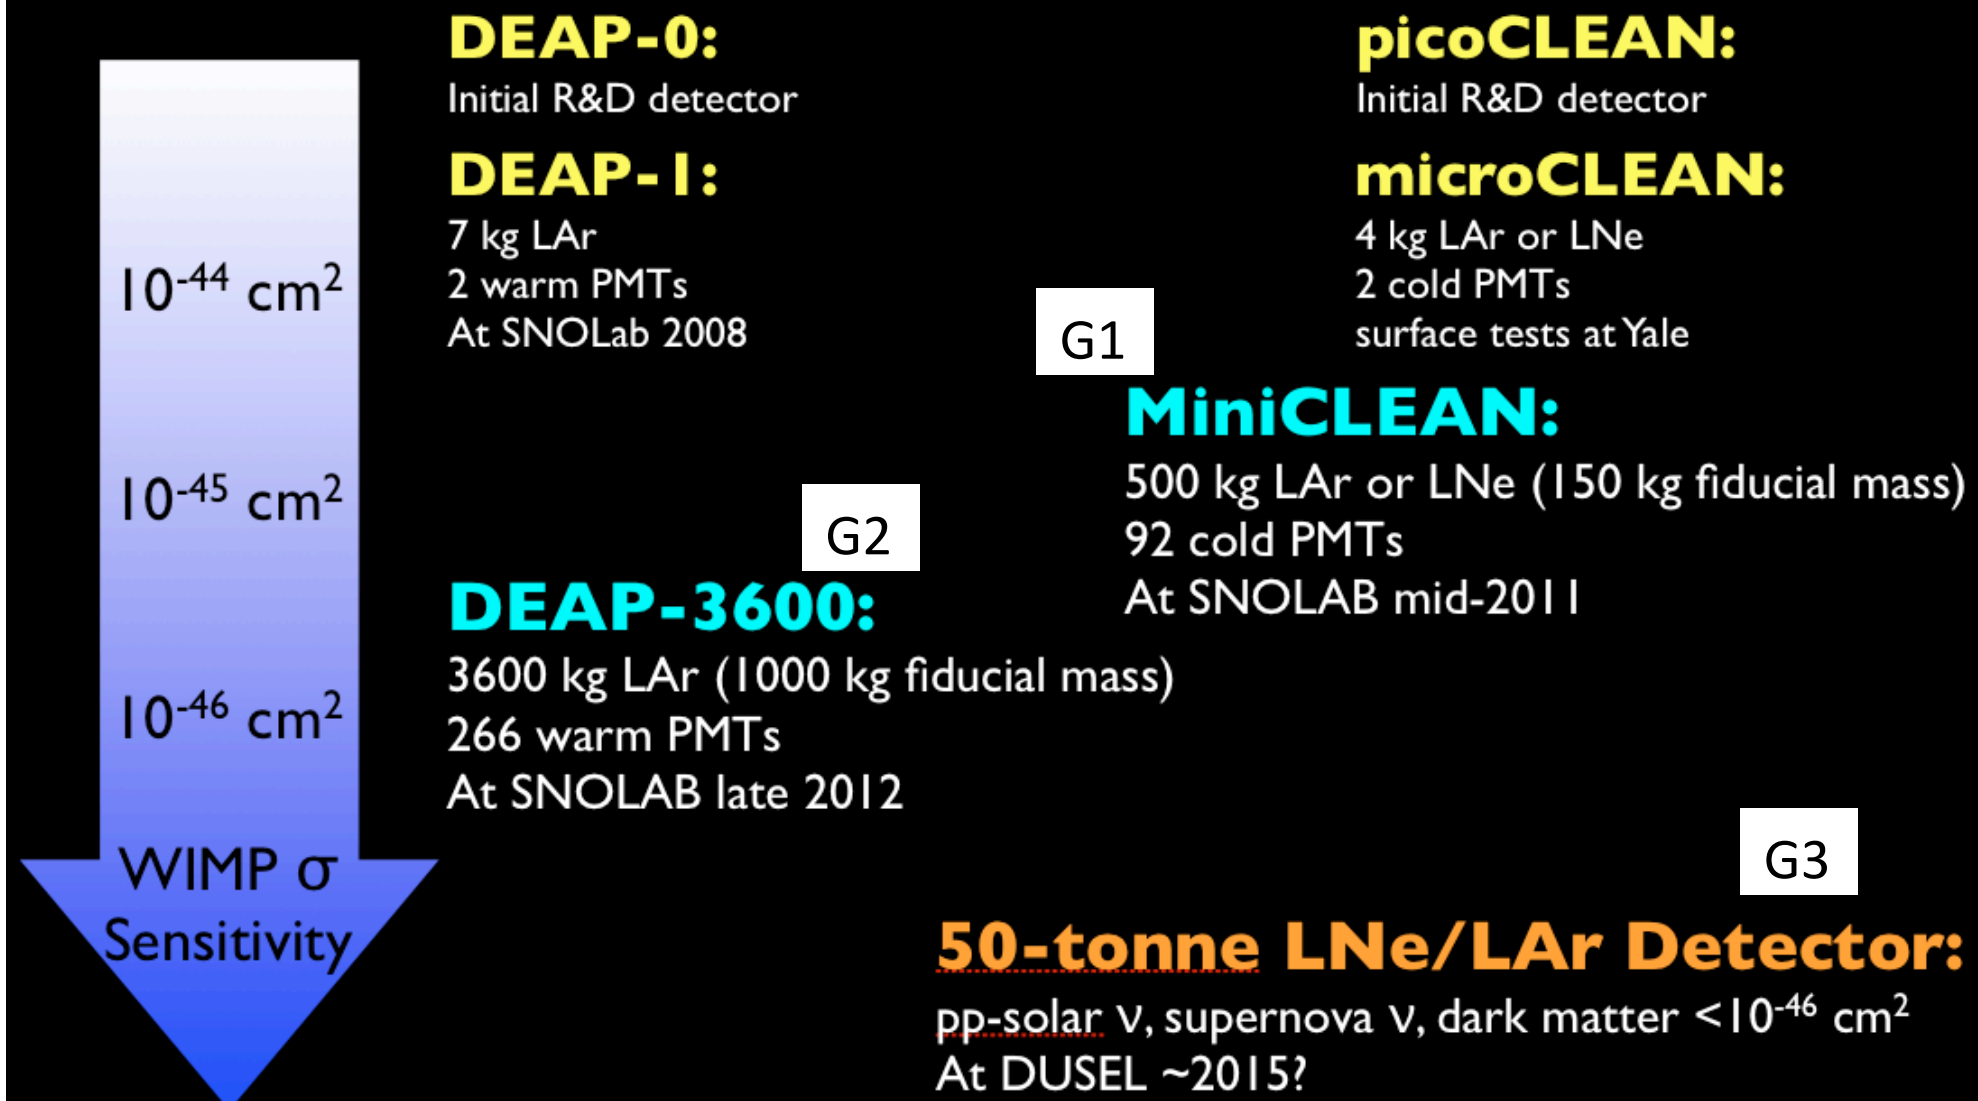 10⁻⁴⁴ cm²
10⁻⁴⁵ cm²
10⁻⁴⁶ cm²
WIMP σ
Sensitivity
DEAP-0:
Initial R&D detector
DEAP-1:
7 kg LAr
2 warm PMTs
At SNOLab 2008
picoCLEAN:
Initial R&D detector
microCLEAN:
4 kg LAr or LNe
2 cold PMTs
surface tests at Yale
G1
MiniCLEAN:
500 kg LAr or LNe (150 kg fiducial mass)
92 cold PMTs
At SNOLAB mid-2011
G2
DEAP-3600:
3600 kg LAr (1000 kg fiducial mass)
266 warm PMTs
At SNOLAB late 2012
G3
50-tonne LNe/LAr Detector:
pp-solar ν, supernova ν, dark matter <10⁻⁴⁶ cm²
At DUSEL ~2015?